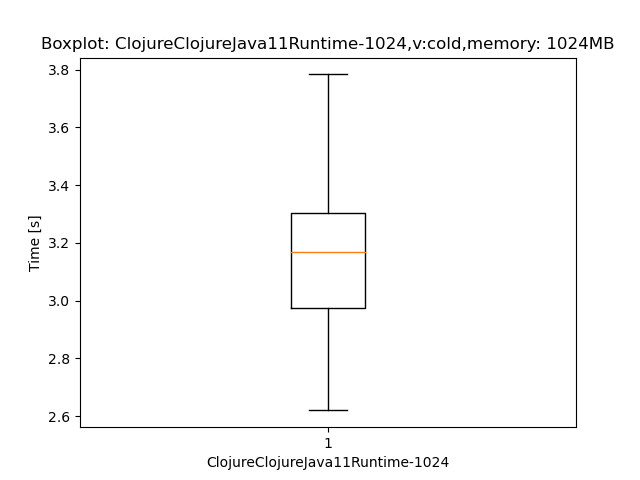 Boxplot: ClojureClojureJava11Runtime-1024,v:cold,memory: 1024MB
3.8
3.6
3.4
3.2
3.0
2.8
2.6
Time [s]
1
ClojureClojureJava11Runtime-1024